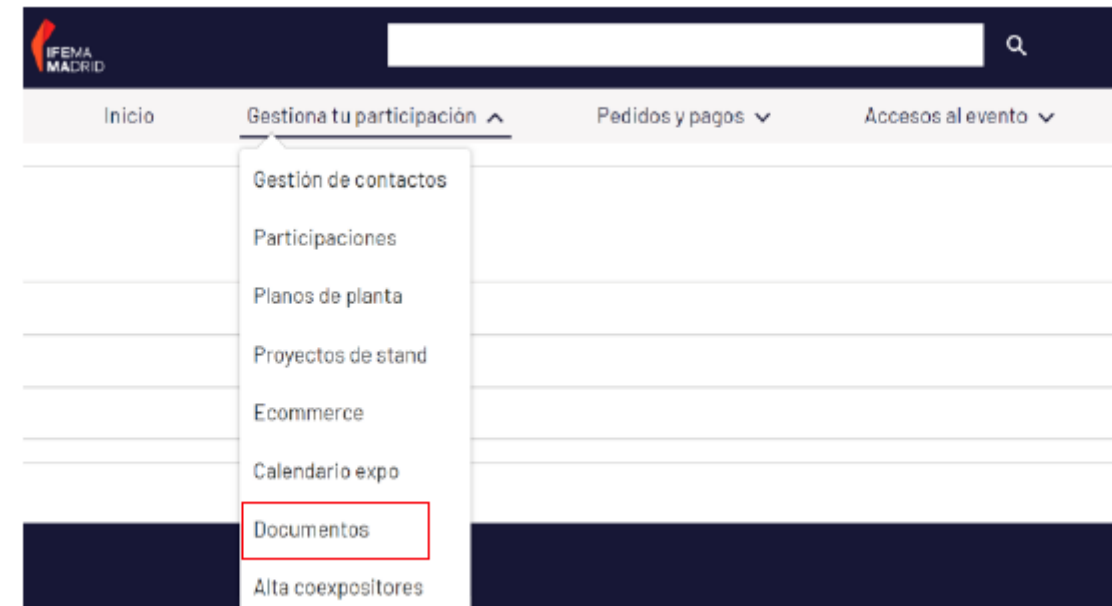 IFEMA
MADRID
Inicio
Gestiona tu participación
Pedidos y pagos
Accesos al evento
Gestión de contactos
Participaciones
Planos de planta
Proyectos de stand
Ecommerce
Calendario expo
Documentos
Alta coexpositores